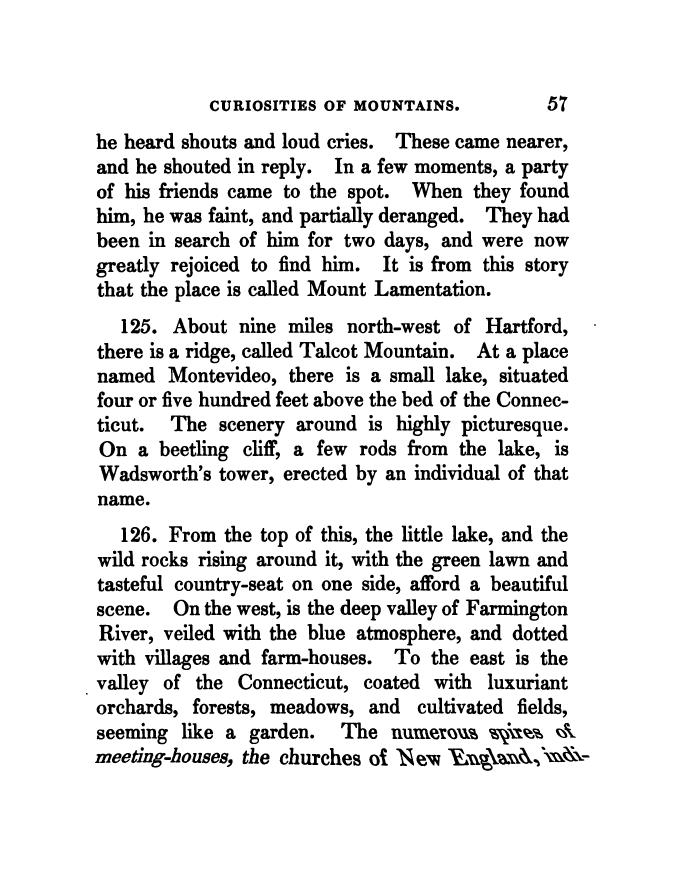 CURIOSITIES OF MOUNTAINS. 57
he heard shouts and loud cries. These came nearer,
and he shouted in reply. In a few moments, a party
of his friends came to the spot. When they found
him, he was faint, and partially deranged. They had
been in search of him for two days, and were now
greatly rejoiced to find him. It is from this story
that the place is called Mount Lamentation.
125. About nine miles north-west of Hartford,
there is a ridge, called Talcot Mountain. At a place
named Montevideo, there is a small lake, situated
four or five hundred feet above the bed of the Connec-
ticut. The scenery around is highly picturesque.
On a beetling cliff, a few rods from the lake, is
Wadsworth's tower, erected by an individual of that
name.
126. From the top of this, the little lake, and the
wild rocks rising around it, with the green lawn and
tasteful country-seat on one side, afford a beautiful
scene. On the west, is the deep valley of Farmington
River, veiled with the blue atmosphere, and dotted
with villages and farm-houses. To the east is the
valley of the Connecticut, coated with luxuriant
orchards, forests, meadows, and cultivated fields,
seeming like a garden. The numerous spires of
meeting-houses, the churches of New England, indi-